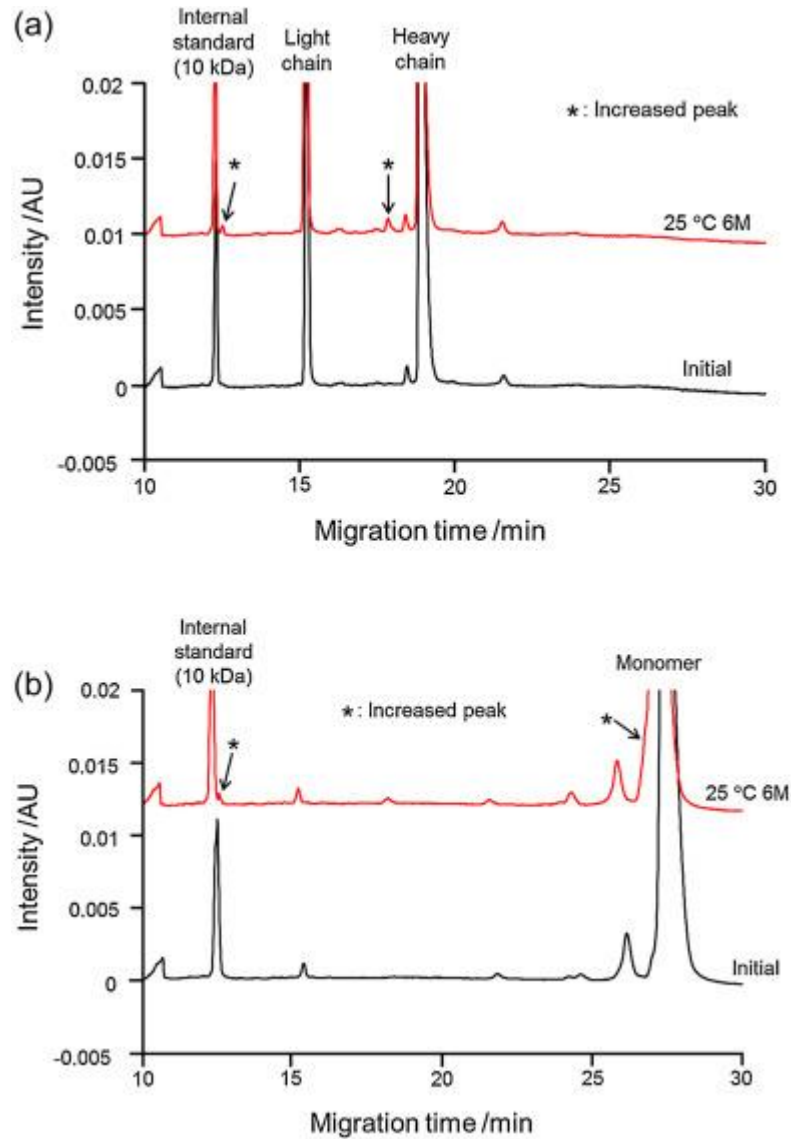 (a)
Internal
standard
(10 kDa)
Light
chain
Heavy
chain
*: Increased peak
0.02
0.015
0.01
0.005
0
-0.005
Intensity /AU
*
*
25 ºC 6M
Initial
10
15
20
25
30
Migration time /min
(b)
Internal
standard
(10 kDa)
Monomer
*: Increased peak
0.02
0.015
0.01
0.005
0
-0.005
Intensity /AU
*
*
25 ºC 6M
Initial
10
15
20
25
30
Migration time /min